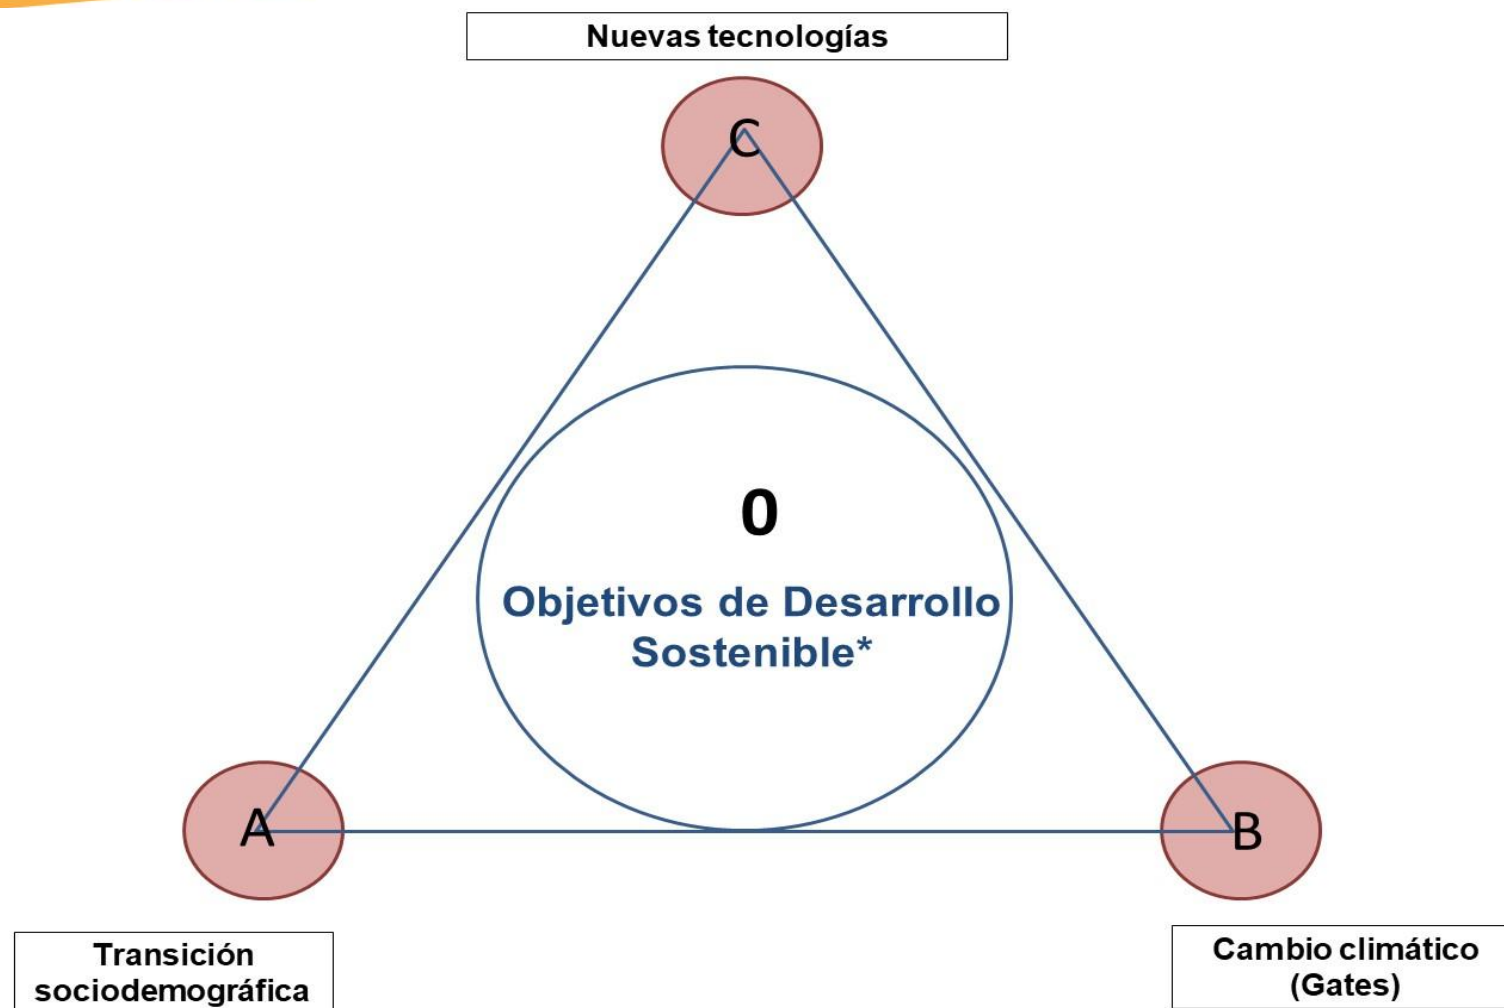 Nuevas tecnologías
C
0
Objetivos de Desarrollo
Sostenible*
A
B
Transición
sociodemográfica
Cambio climático
(Gates)